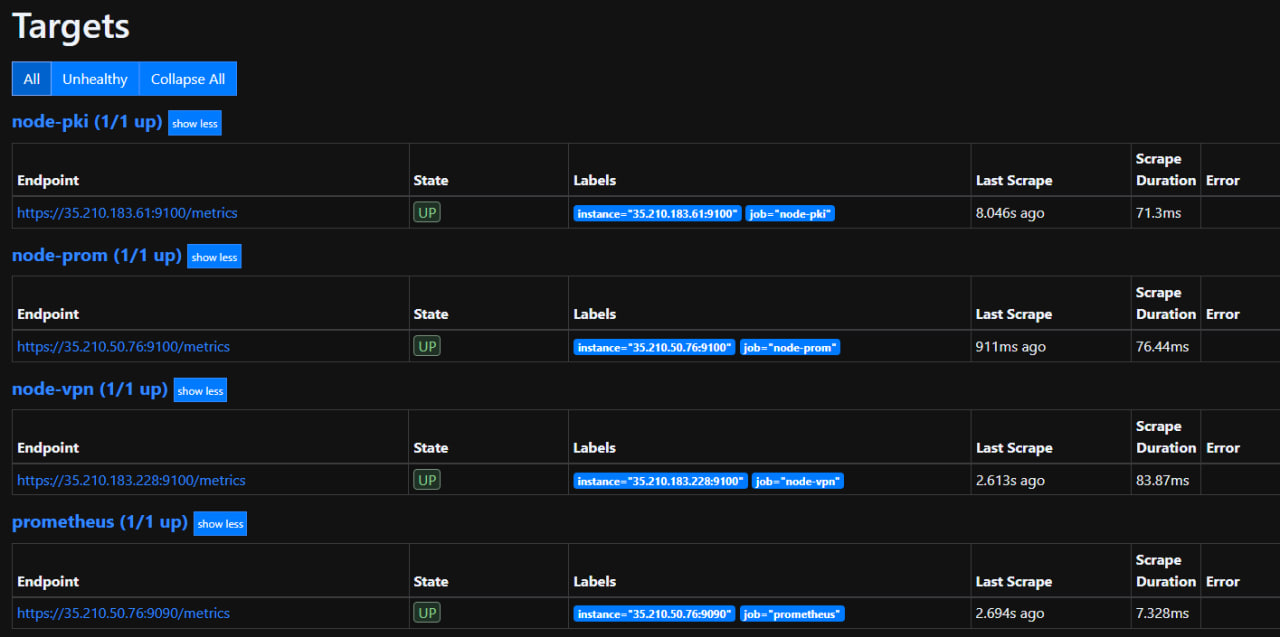 Targets
All Unhealthy Collapse All
node-pki (1/1 up) show less
Endpoint State Labels Last Scrape Scrape Duration Error
https://35.210.183.61:9100/metrics UP instance="35.210.183.61:9100" job="node-pki" 8.046s ago 71.3ms
node-prom (1/1 up) show less
Endpoint State Labels Last Scrape Scrape Duration Error
https://35.210.50.76:9100/metrics UP instance="35.210.50.76:9100" job="node-prom" 911ms ago 76.44ms
node-vpn (1/1 up) show less
Endpoint State Labels Last Scrape Scrape Duration Error
https://35.210.183.228:9100/metrics UP instance="35.210.183.228:9100" job="node-vpn" 2.613s ago 83.87ms
prometheus (1/1 up) show less
Endpoint State Labels Last Scrape Scrape Duration Error
https://35.210.50.76:9090/metrics UP instance="35.210.50.76:9090" job="prometheus" 2.694s ago 7.328ms